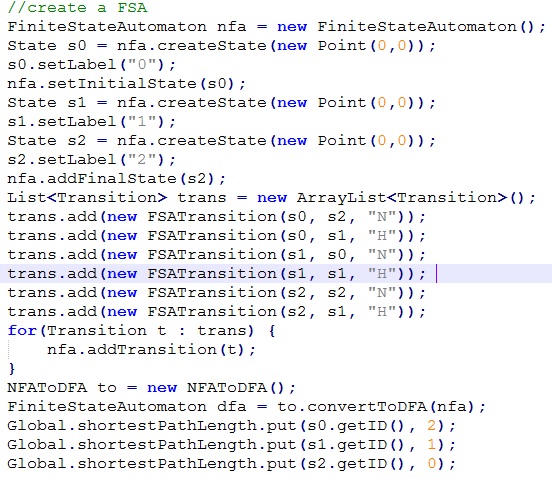 //create a FSA
FiniteStateAutomaton nfa = new FiniteStateAutomaton();
State s0 = nfa.createState(new Point(0,0));
s0.setLabel("0");
nfa.setInitialState(s0);
State s1 = nfa.createState(new Point(0,0));
s1.setLabel("1");
State s2 = nfa.createState(new Point(0,0));
s2.setLabel("2");
nfa.addFinalState(s2);
List<Transition> trans = new ArrayList<Transition>();
trans.add(new FSATransition(s0, s2, "N"));
trans.add(new FSATransition(s0, s1, "H"));
trans.add(new FSATransition(s1, s0, "N"));
trans.add(new FSATransition(s1, s1, "H"));
trans.add(new FSATransition(s2, s2, "N"));
trans.add(new FSATransition(s2, s1, "H"));
for(Transition t : trans) {
    nfa.addTransition(t);
}
NFAToDFA to = new NFAToDFA();
FiniteStateAutomaton dfa = to.convertToDFA(nfa);
Global.shortestPathLength.put(s0.getID(), 2);
Global.shortestPathLength.put(s1.getID(), 1);
Global.shortestPathLength.put(s2.getID(), 0);